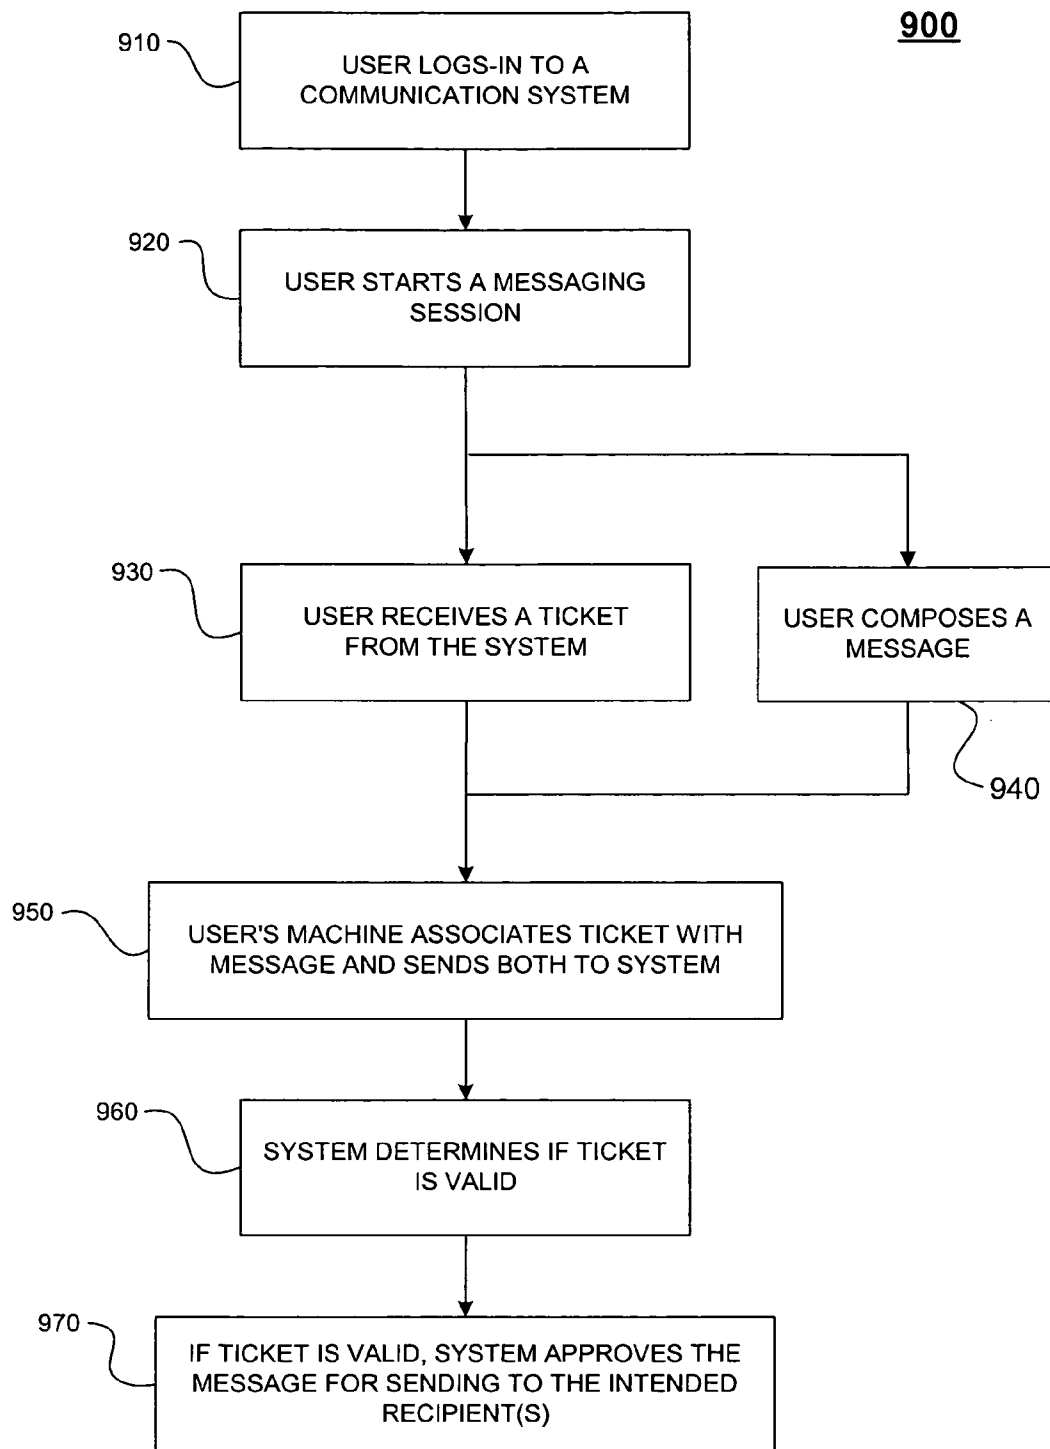 900
910
USER LOGS-IN TO A
COMMUNICATION SYSTEM
920
USER STARTS A MESSAGING
SESSION
930
USER RECEIVES A TICKET
FROM THE SYSTEM
USER COMPOSES A
MESSAGE
940
950
USER'S MACHINE ASSOCIATES TICKET WITH
MESSAGE AND SENDS BOTH TO SYSTEM
960
SYSTEM DETERMINES IF TICKET
IS VALID
970
IF TICKET IS VALID, SYSTEM APPROVES THE
MESSAGE FOR SENDING TO THE INTENDED
RECIPIENT(S)